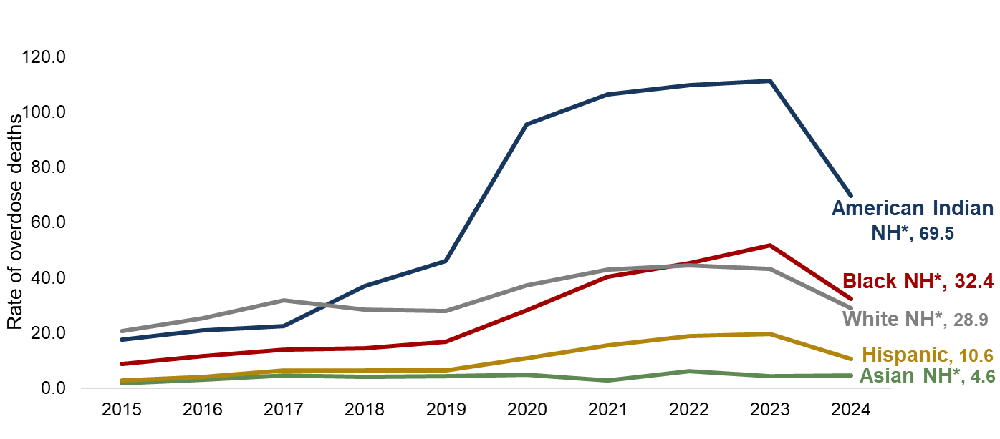 Rate of overdose deaths
120.0
100.0
80.0
60.0
40.0
20.0
0.0
2015 2016 2017 2018 2019 2020 2021 2022 2023 2024
American Indian
NH*, 69.5
Black NH*, 32.4
White NH*, 28.9
Hispanic, 10.6
Asian NH*, 4.6